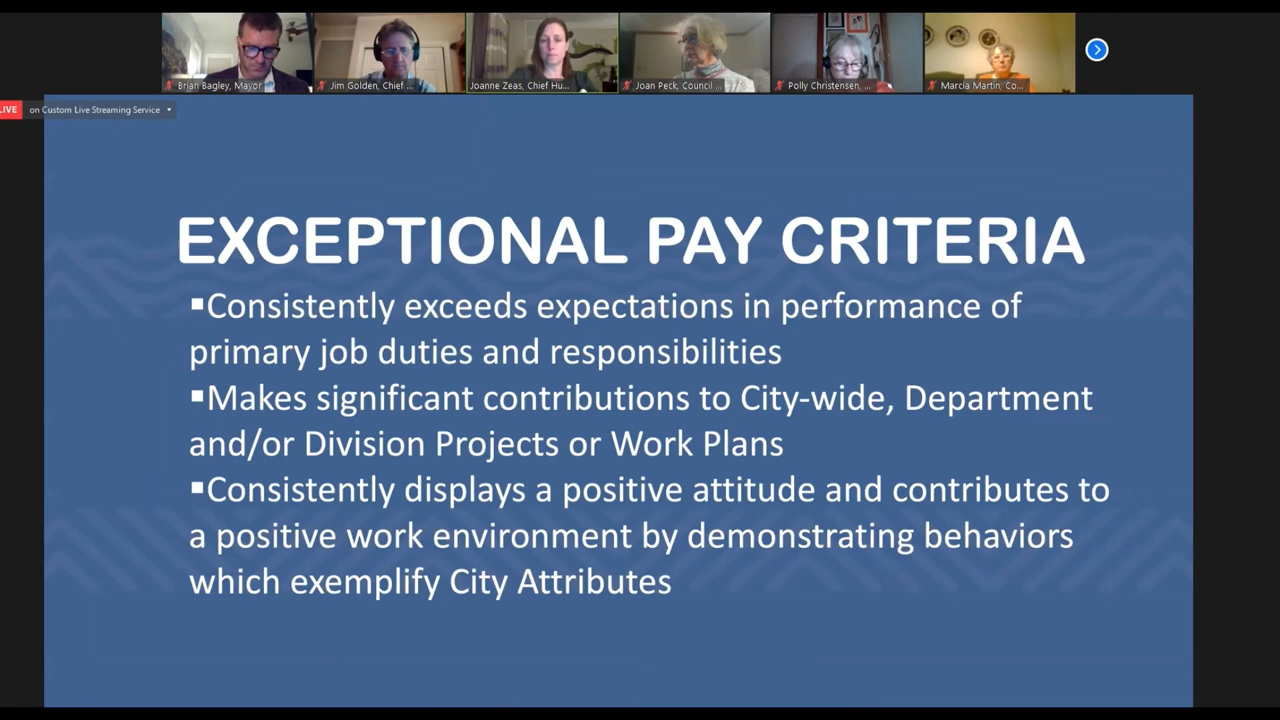 Brian Bagley, Mayor
Jim Golden, Chief ...
Joanne Zeas, Chief Hu...
Joan Peck, Council ...
Polly Christensen, ...
Marcia Martin, Co...
LIVE on Custom Live Streaming Service
EXCEPTIONAL PAY CRITERIA
▪Consistently exceeds expectations in performance of
primary job duties and responsibilities
▪Makes significant contributions to City-wide, Department
and/or Division Projects or Work Plans
▪Consistently displays a positive attitude and contributes to
a positive work environment by demonstrating behaviors
which exemplify City Attributes